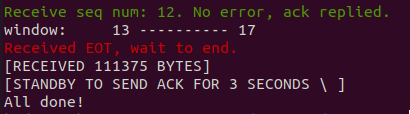 Receive seq num: 12. No error, ack replied.
window:     13 ---------- 17
Received EOT, wait to end.
[RECEIVED 111375 BYTES]
[STANDBY TO SEND ACK FOR 3 SECONDS \ ]
All done!